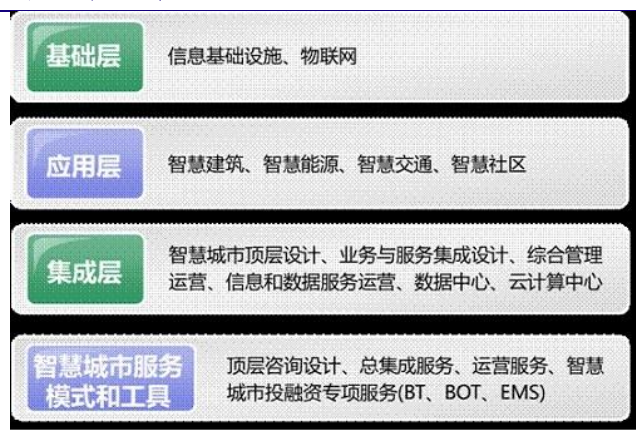 基础层
信息基础设施、物联网
应用层
智慧建筑、智慧能源、智慧交通、智慧社区
集成层
智慧城市顶层设计、业务与服务集成设计、综合管理
运营、信息和数据服务运营、数据中心、云计算中心
智慧城市服务
模式和工具
顶层咨询设计、总集成服务、运营服务、智慧
城市投融资专项服务(BT、BOT、EMS)